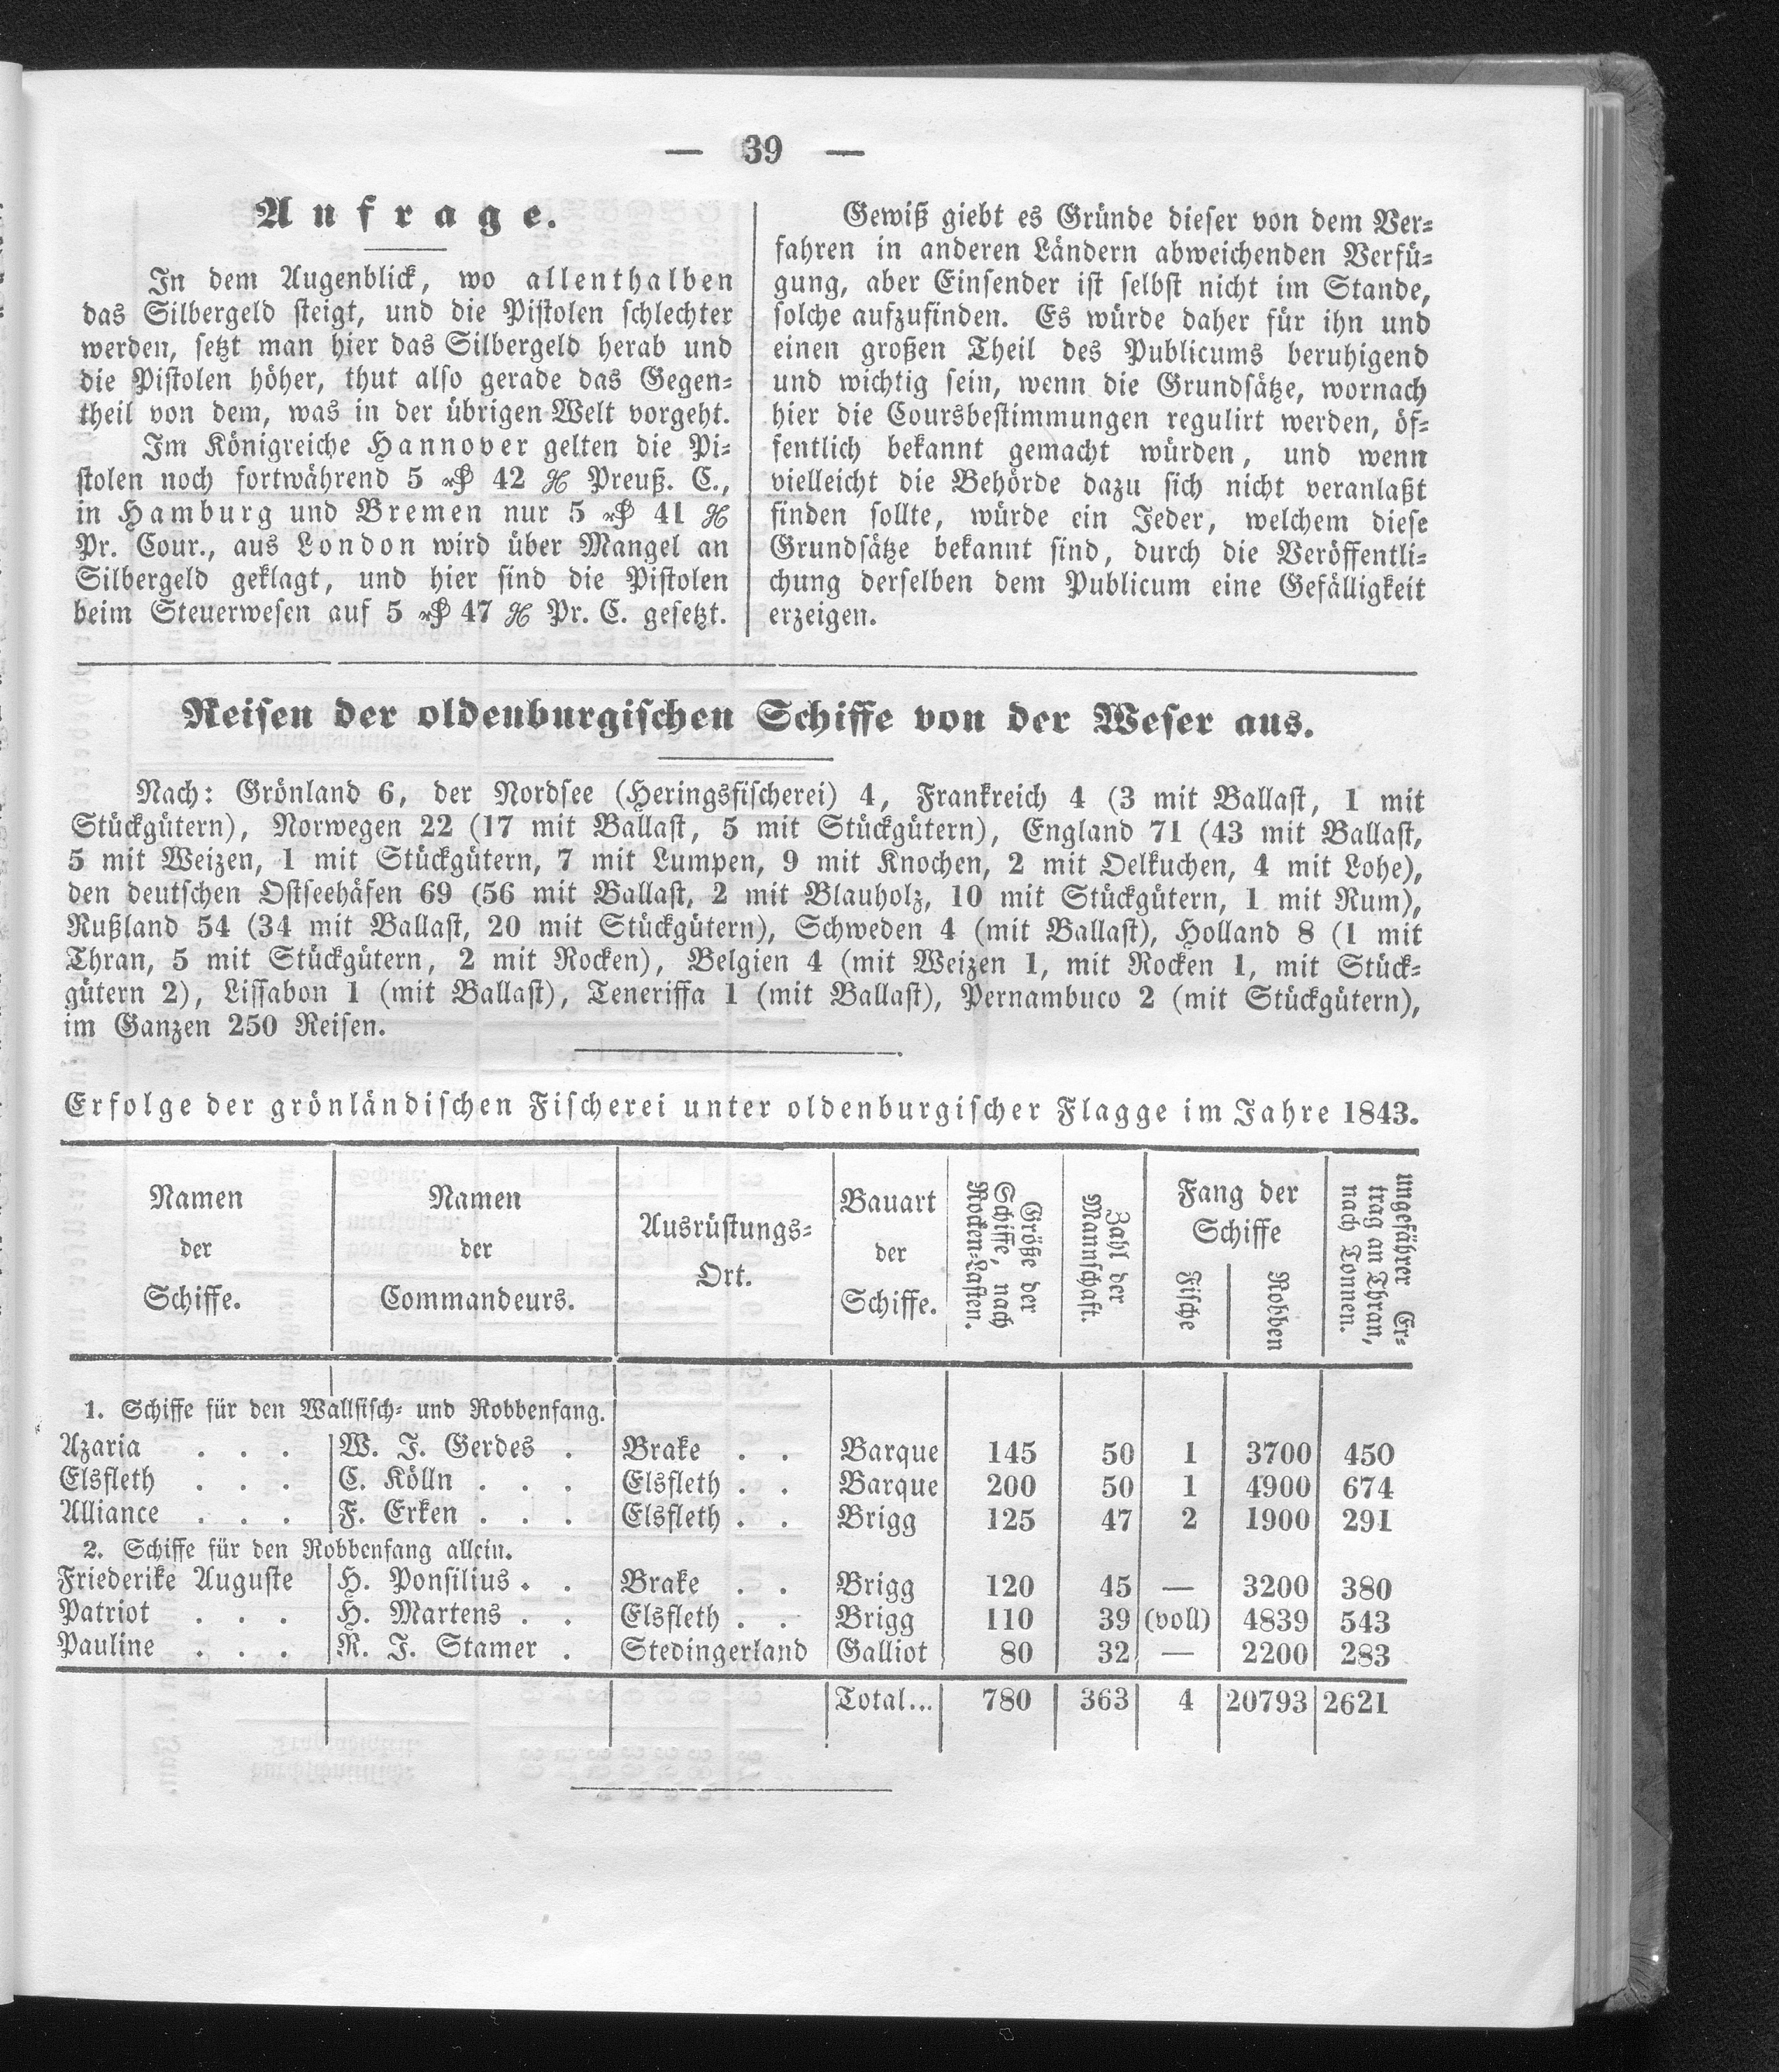 — 39 —
Anfrage.
In dem Augenblick, wo allenthalben
das Silbergeld steigt, und die Pistolen schlechter
werden, setzt man hier das Silbergeld herab und
die Pistolen höher, thut also gerade das Gegen-
theil von dem, was in der übrigen Welt vorgeht.
Im Königreiche Hannover gelten die Pi-
stolen noch fortwährend 5 ₰ 42 gr Preuß. C.,
in Hamburg und Bremen nur 5 ₰ 41 gr
Pr. Cour., aus London wird über Mangel an
Silbergeld geklagt, und hier sind die Pistolen
beim Steuerwesen auf 5 ₰ 47 gr Pr. C. gesetzt.
Gewiß giebt es Gründe dieser von dem Ver-
fahren in anderen Ländern abweichenden Verfü-
gung, aber Einsender ist selbst nicht im Stande,
solche aufzufinden. Es würde daher für ihn und
einen großen Theil des Publicums beruhigend
und wichtig sein, wenn die Grundsätze, wornach
hier die Coursbestimmungen regulirt werden, öf-
fentlich bekannt gemacht würden, und wenn
vielleicht die Behörde dazu sich nicht veranlaßt
finden sollte, würde ein Jeder, welchem diese
Grundsätze bekannt sind, durch die Veröffentli-
chung derselben dem Publicum eine Gefälligkeit
erzeigen.
Reisen der oldenburgischen Schiffe von der Weser aus.
Nach: Grönland 6, der Nordsee (Heringsfischerei) 4, Frankreich 4 (3 mit Ballast, 1 mit
Stückgütern), Norwegen 22 (17 mit Ballast, 5 mit Stückgütern), England 71 (43 mit Ballast,
5 mit Weizen, 1 mit Stückgütern, 7 mit Lumpen, 9 mit Knochen, 2 mit Oelkuchen, 4 mit Lohe),
den deutschen Ostseehäfen 69 (56 mit Ballast, 2 mit Blauholz, 10 mit Stückgütern, 1 mit Rum),
Rußland 54 (34 mit Ballast, 20 mit Stückgütern), Schweden 4 (mit Ballast), Holland 8 (1 mit
Thran, 5 mit Stückgütern, 2 mit Rocken), Belgien 4 (mit Weizen 1, mit Rocken 1, mit Stück-
gütern 2), Lissabon 1 (mit Ballast), Teneriffa 1 (mit Ballast), Pernambuco 2 (mit Stückgütern),
im Ganzen 250 Reisen.
Erfolge der grönländischen Fischerei unter oldenburgischer Flagge im Jahre 1843.
Namen
der
Schiffe.
Namen
der
Commandeurs.
Ausrüstungs-
Ort.
Bauart
der
Schiffe.
Größe der
Schiffe, nach
Rocken-Lasten.
Zahl der
Mannschaft.
Fang der
Schiffe
Fische
Robben
ungefährer Er-
trag an Thran,
nach Tonnen.
1. Schiffe für den Wallfisch- und Robbenfang.
Azaria . . . W. J. Gerdes . Brake . . Barque 145 50 1 3700 450
Elsfleth . . . C. Kölln . . . Elsfleth . . Barque 200 50 1 4900 674
Alliance . . . F. Erken . . . Elsfleth . . Brigg 125 47 2 1900 291
2. Schiffe für den Robbenfang allein.
Friederike Auguste H. Ponsilius . . Brake . . Brigg 120 45 — 3200 380
Patriot . . . H. Martens . . Elsfleth . . Brigg 110 39 (voll) 4839 543
Pauline . . . R. J. Stamer . Stedingerland Galliot 80 32 — 2200 283
Total... 780 363 4 20793 2621